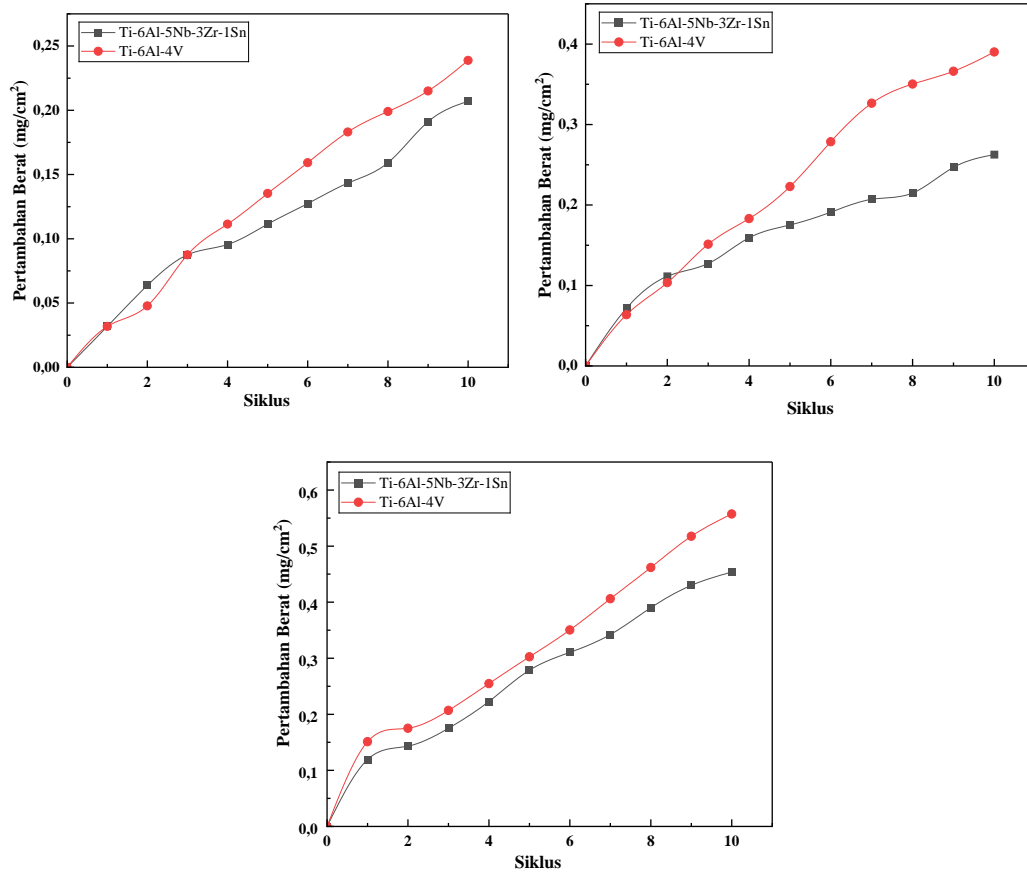 Ti-6Al-5Nb-3Zr-1Sn
Ti-6Al-4V
Pertambahan Berat (mg/cm²)
0,25
0,20
0,15
0,10
0,05
0,00
0 2 4 6 8 10
Siklus
Ti-6Al-5Nb-3Zr-1Sn
Ti-6Al-4V
Pertambahan Berat (mg/cm²)
0,4
0,3
0,2
0,1
0,0
0 2 4 6 8 10
Siklus
Ti-6Al-5Nb-3Zr-1Sn
Ti-6Al-4V
Pertambahan Berat (mg/cm²)
0,6
0,5
0,4
0,3
0,2
0,1
0,0
0 2 4 6 8 10
Siklus